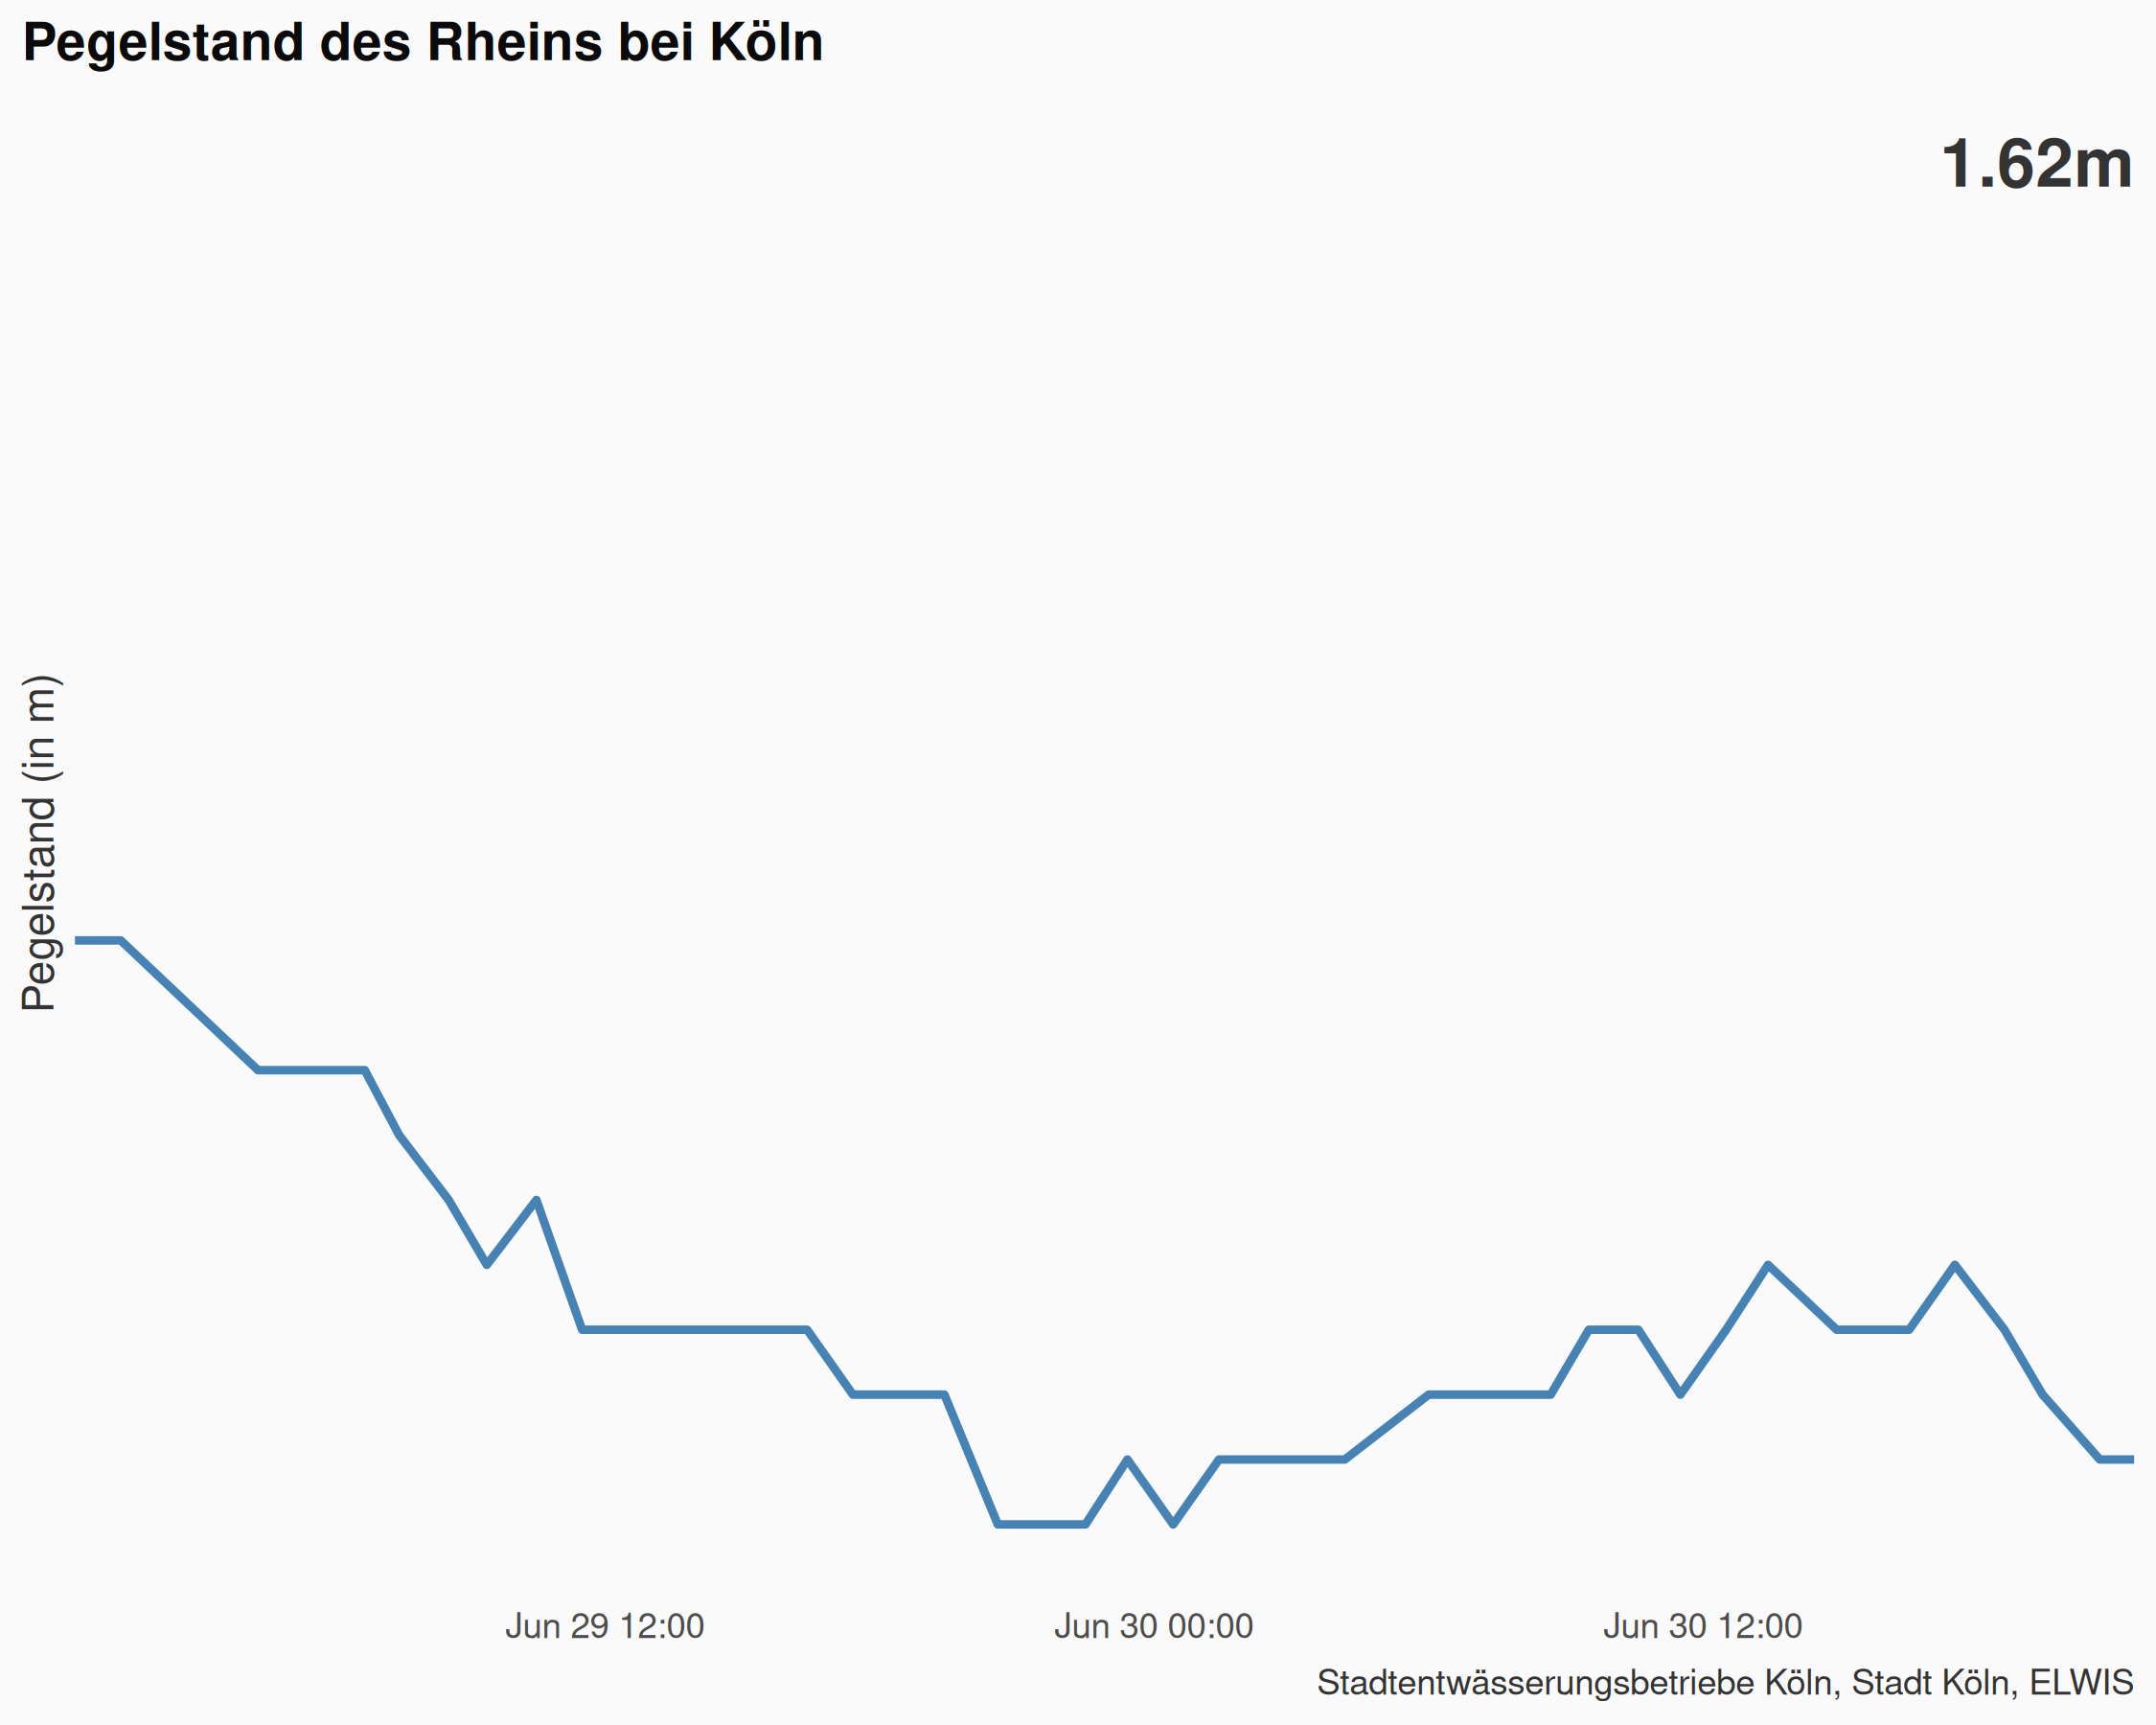 Pegelstand des Rheins bei Köln
1.62m
Pegelstand (in m)
Jun 29 12:00
Jun 30 00:00
Jun 30 12:00
Stadtentwässerungsbetriebe Köln, Stadt Köln, ELWIS